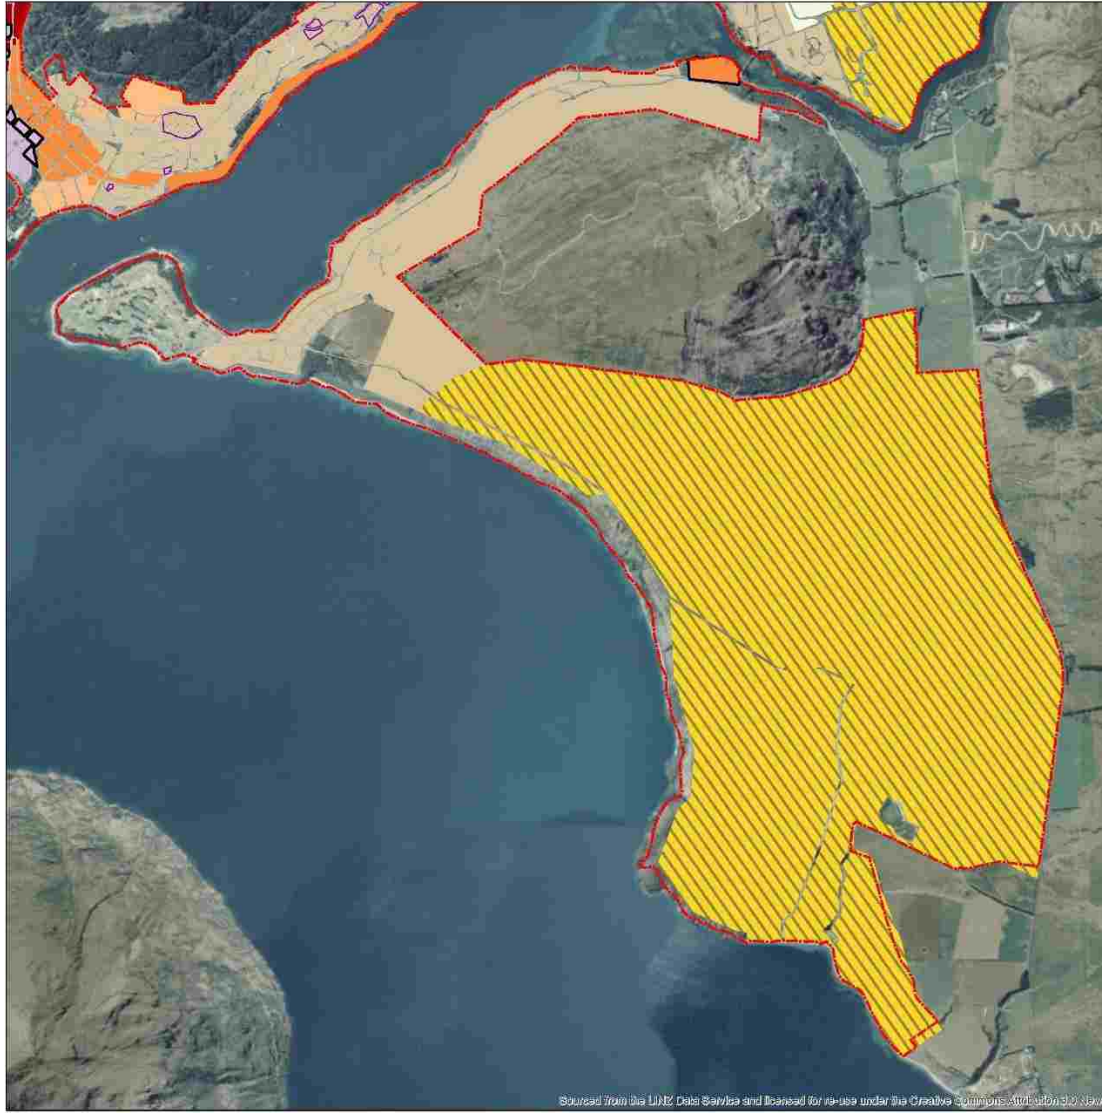 Sourced from the LINZ Data Service and licensed for re-use under the Creative Commons Attribution 3.0 New